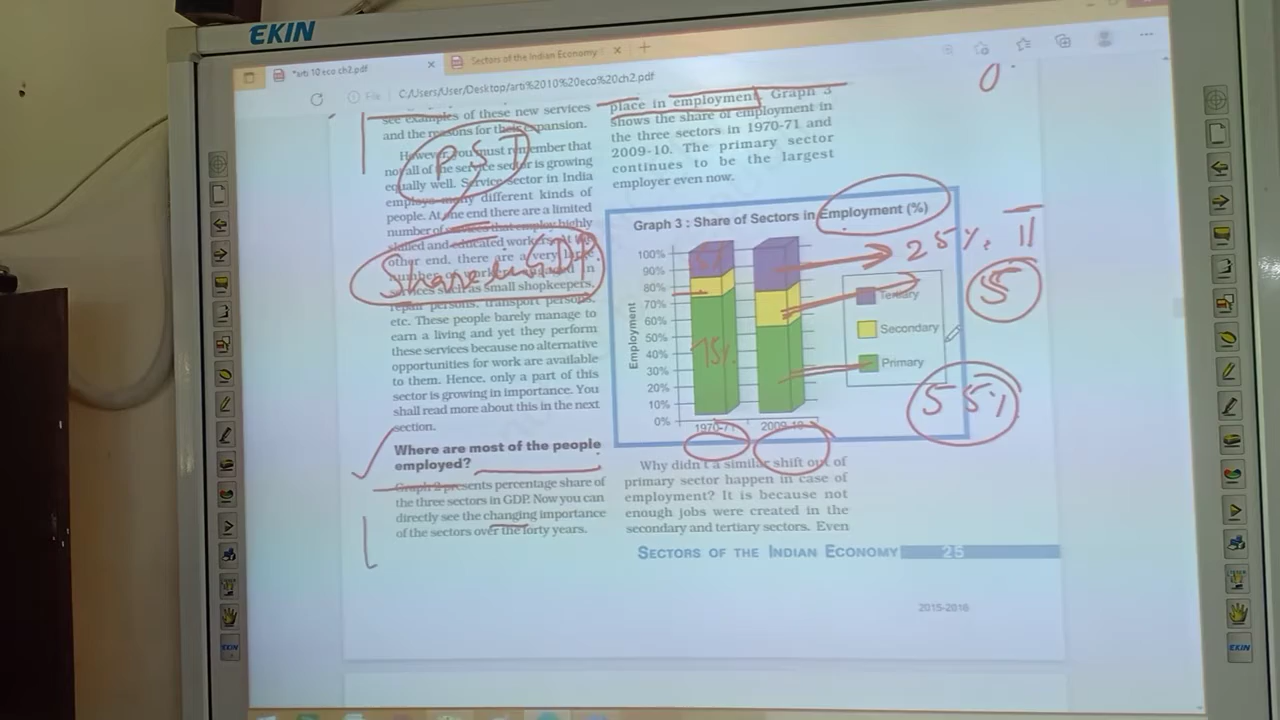 EKIN
*arti 10 eco ch2.pdf
Sectors of the Indian Economy
File
C:/Users/User/Desktop/arti%2010%20eco%20ch2.pdf
see examples of these new services
and the reasons for their expansion.
However, you must remember that
not all of the service sector is growing
equally well. Service sector in India
employs many different kinds of
people. At one end there are a limited
number of services that employ highly
skilled and educated workers. At the
other end, there are a very large
number of workers engaged in
services such as small shopkeepers,
repair persons, transport persons,
etc. These people barely manage to
earn a living and yet they perform
these services because no alternative
opportunities for work are available
to them. Hence, only a part of this
sector is growing in importance. You
shall read more about this in the next
section.
P S T
Share in GDP
Where are most of the people
employed?
Graph 2 presents percentage share of
the three sectors in GDP. Now you can
directly see the changing importance
of the sectors over the forty years.
place in employment. Graph 3
shows the share of employment in
the three sectors in 1970-71 and
2009-10. The primary sector
continues to be the largest
employer even now.
Graph 3 : Share of Sectors in Employment (%)
100%
90%
80%
70%
60%
50%
40%
30%
20%
10%
0%
Employment
75%
1970-71
2009-10
Tertiary
Secondary
Primary
25%
II
5
55%
Why didn't a similar shift out of
primary sector happen in case of
employment? It is because not
enough jobs were created in the
secondary and tertiary sectors. Even
SECTORS OF THE INDIAN ECONOMY 25
2015-2016
EKIN
EKIN